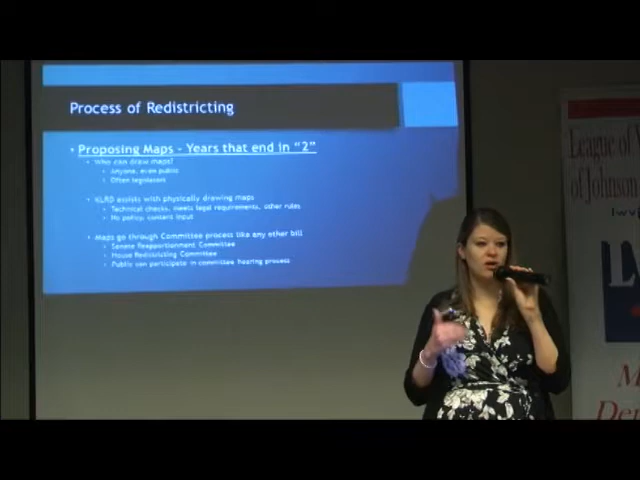 Process of Redistricting
• Proposing Maps - Years that end in "2"
• Who can draw maps?
• Anyone, even public
• Often legislators
• KLRD assists with physically drawing maps
• Technical checks, meets legal requirements, other rules
• No policy, content input
• Maps go through Committee process like any other bill
• Senate Reapportionment Committee
• House Redistricting Committee
• Public can participate in committee hearing process
League of
of Johnson
lwv